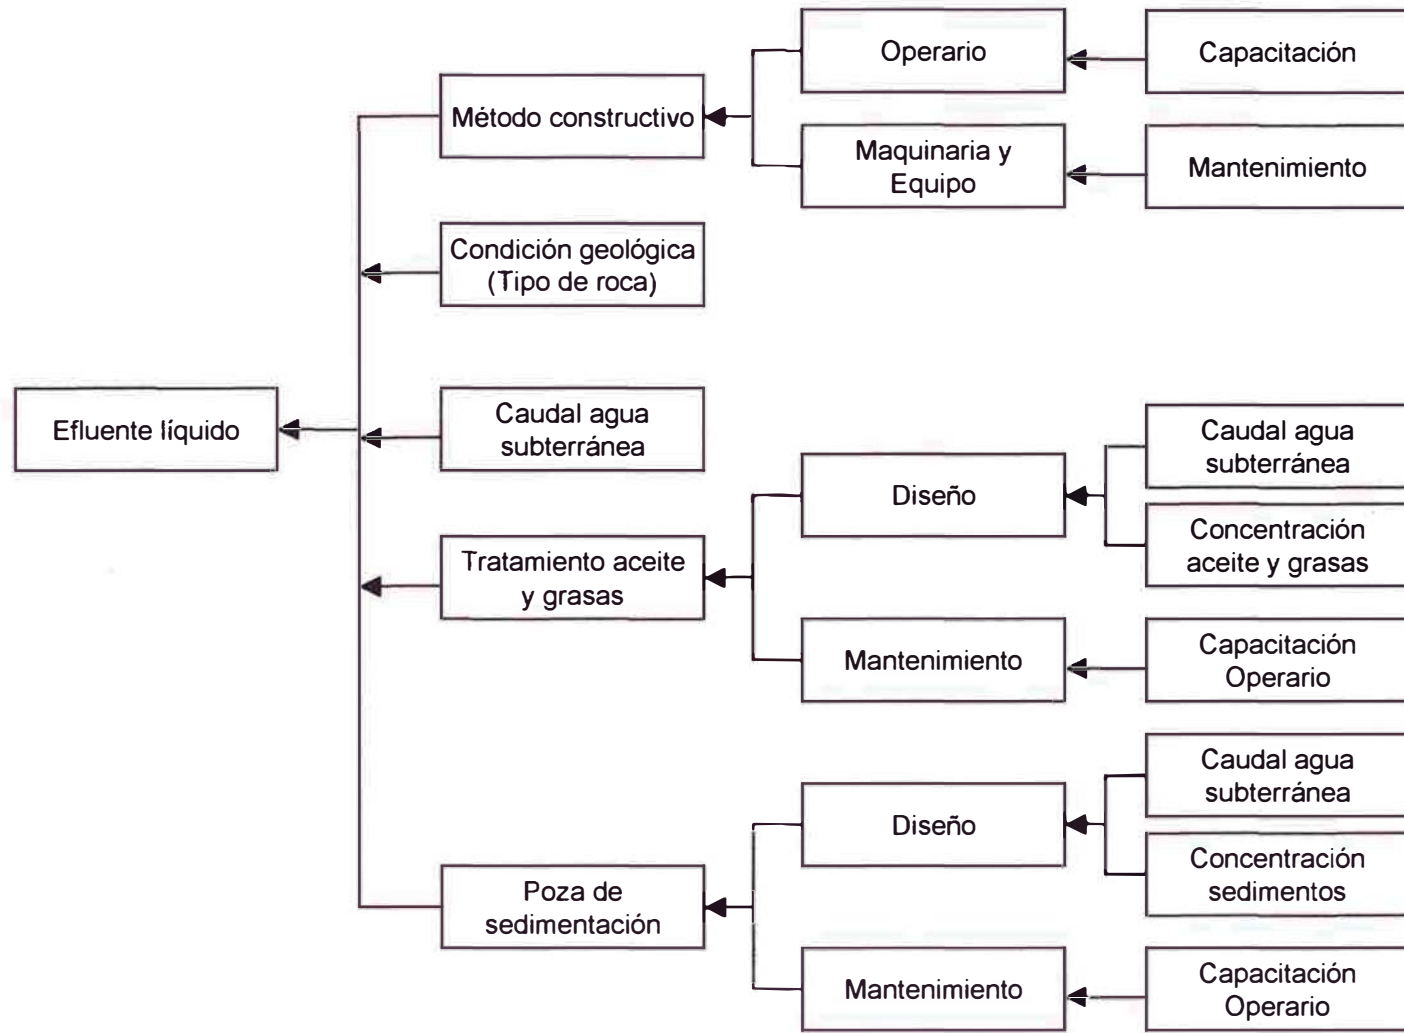 Operario
Capacitación
Método constructivo
Maquinaria y
Equipo
Mantenimiento
Condición geológica
(Tipo de roca)
Efluente líquido
Caudal agua
subterránea
Caudal agua
subterránea
Diseño
Concentración
aceite y grasas
Tratamiento aceite
y grasas
Mantenimiento
Capacitación
Operario
Caudal agua
subterránea
Diseño
Concentración
sedimentos
Poza de
sedimentación
Mantenimiento
Capacitación
Operario